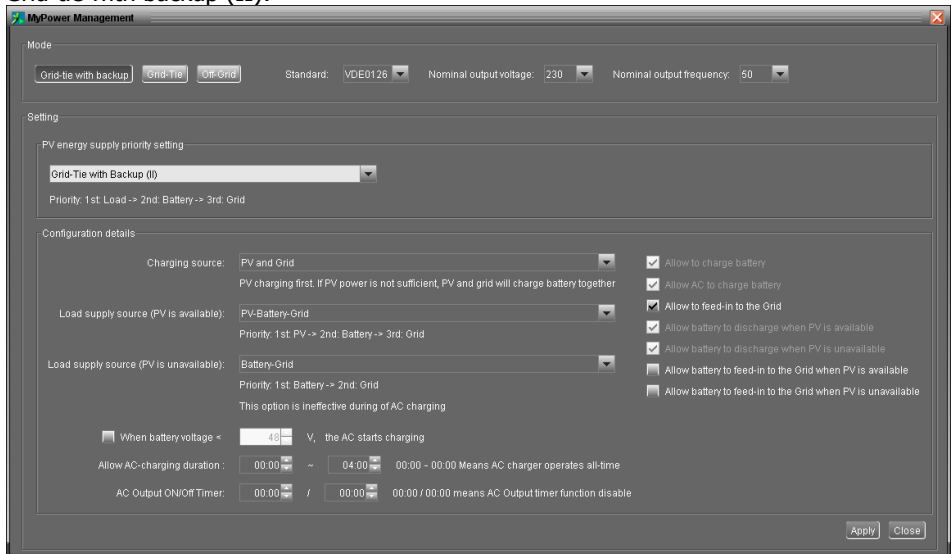 MyPower Management
Mode
Grid-tie with backup Grid-Tie Off-Grid Standard: VDE0126 Nominal output voltage: 230 Nominal output frequency: 50
Setting
PV energy supply priority setting
Grid-Tie with Backup (II)
Priority: 1st: Load -> 2nd: Battery -> 3rd: Grid
Configuration details
Charging source: PV and Grid
PV charging first. If PV power is not sufficient, PV and grid will charge battery together
Load supply source (PV is available): PV-Battery-Grid
Priority: 1st: PV -> 2nd: Battery -> 3rd: Grid
Load supply source (PV is unavailable): Battery-Grid
Priority: 1st: Battery -> 2nd: Grid
This option is ineffective during of AC charging
When battery voltage < 48 V, the AC starts charging
Allow AC-charging duration : 00:00 ~ 04:00 00:00 - 00:00 Means AC charger operates all-time
AC Output ON/Off Timer: 00:00 / 00:00 00:00 / 00:00 means AC Output timer function disable
Allow to charge battery
Allow AC to charge battery
Allow to feed-in to the Grid
Allow battery to discharge when PV is available
Allow battery to discharge when PV is unavailable
Allow battery to feed-in to the Grid when PV is available
Allow battery to feed-in to the Grid when PV is unavailable
Apply Close